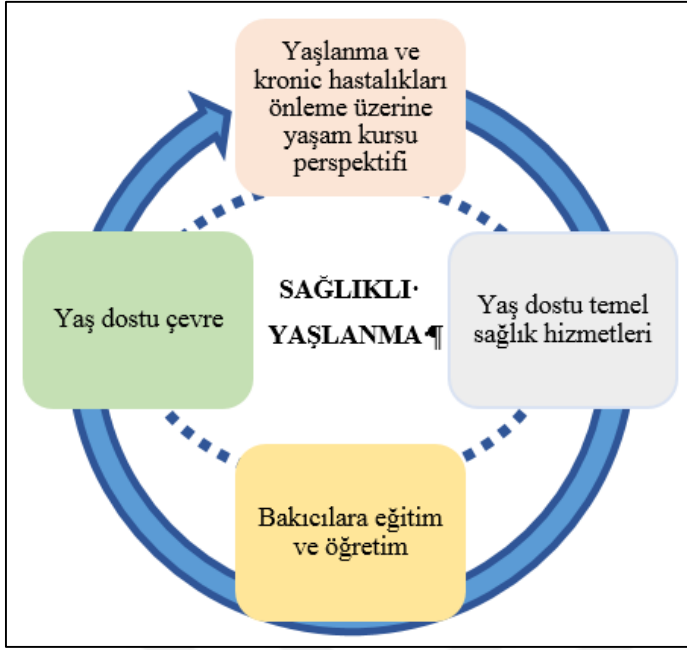 Yaşlanma ve
kronic hastalıkları
önleme üzerine
yaşam kursu
perspektifi
SAĞLIKLI·
YAŞLANMA¶
Yaş dostu çevre
Yaş dostu temel
sağlık hizmetleri
Bakıcılara eğitim
ve öğretim